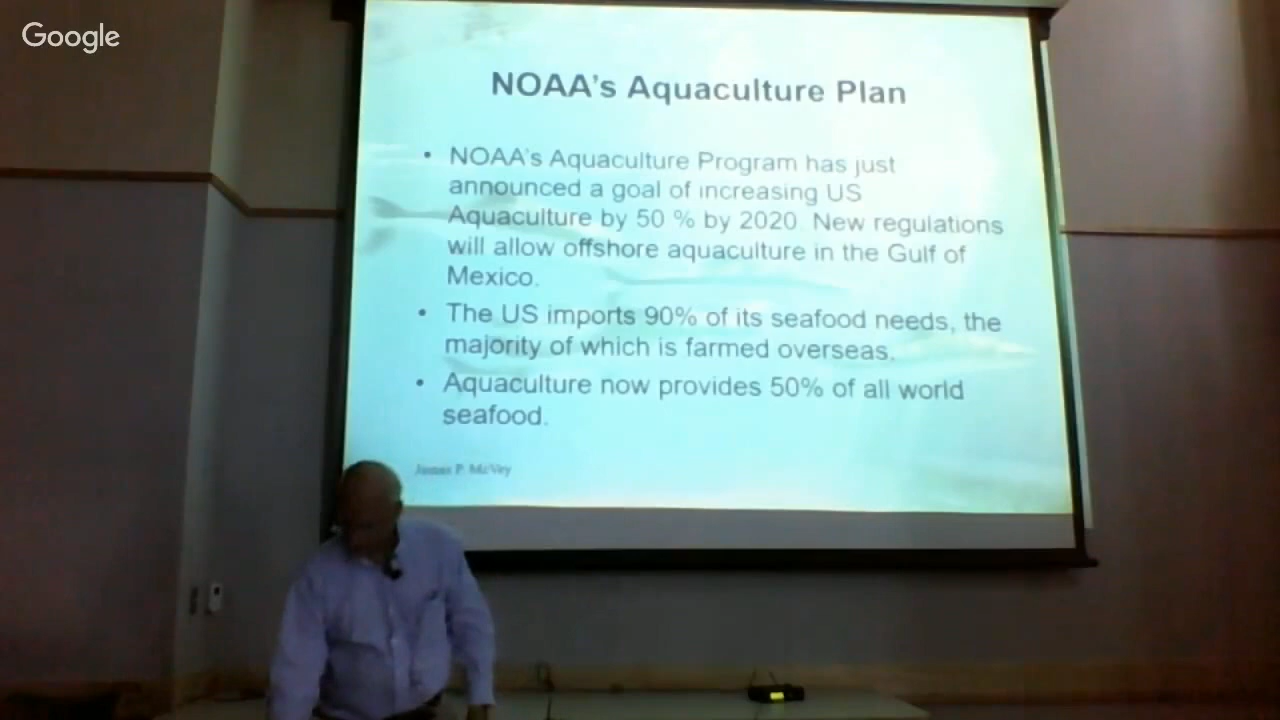 Google
NOAA's Aquaculture Plan
• NOAA's Aquaculture Program has just
announced a goal of increasing US
Aquaculture by 50 % by 2020. New regulations
will allow offshore aquaculture in the Gulf of
Mexico.
• The US imports 90% of its seafood needs, the
majority of which is farmed overseas.
• Aquaculture now provides 50% of all world
seafood.
James P. McVey